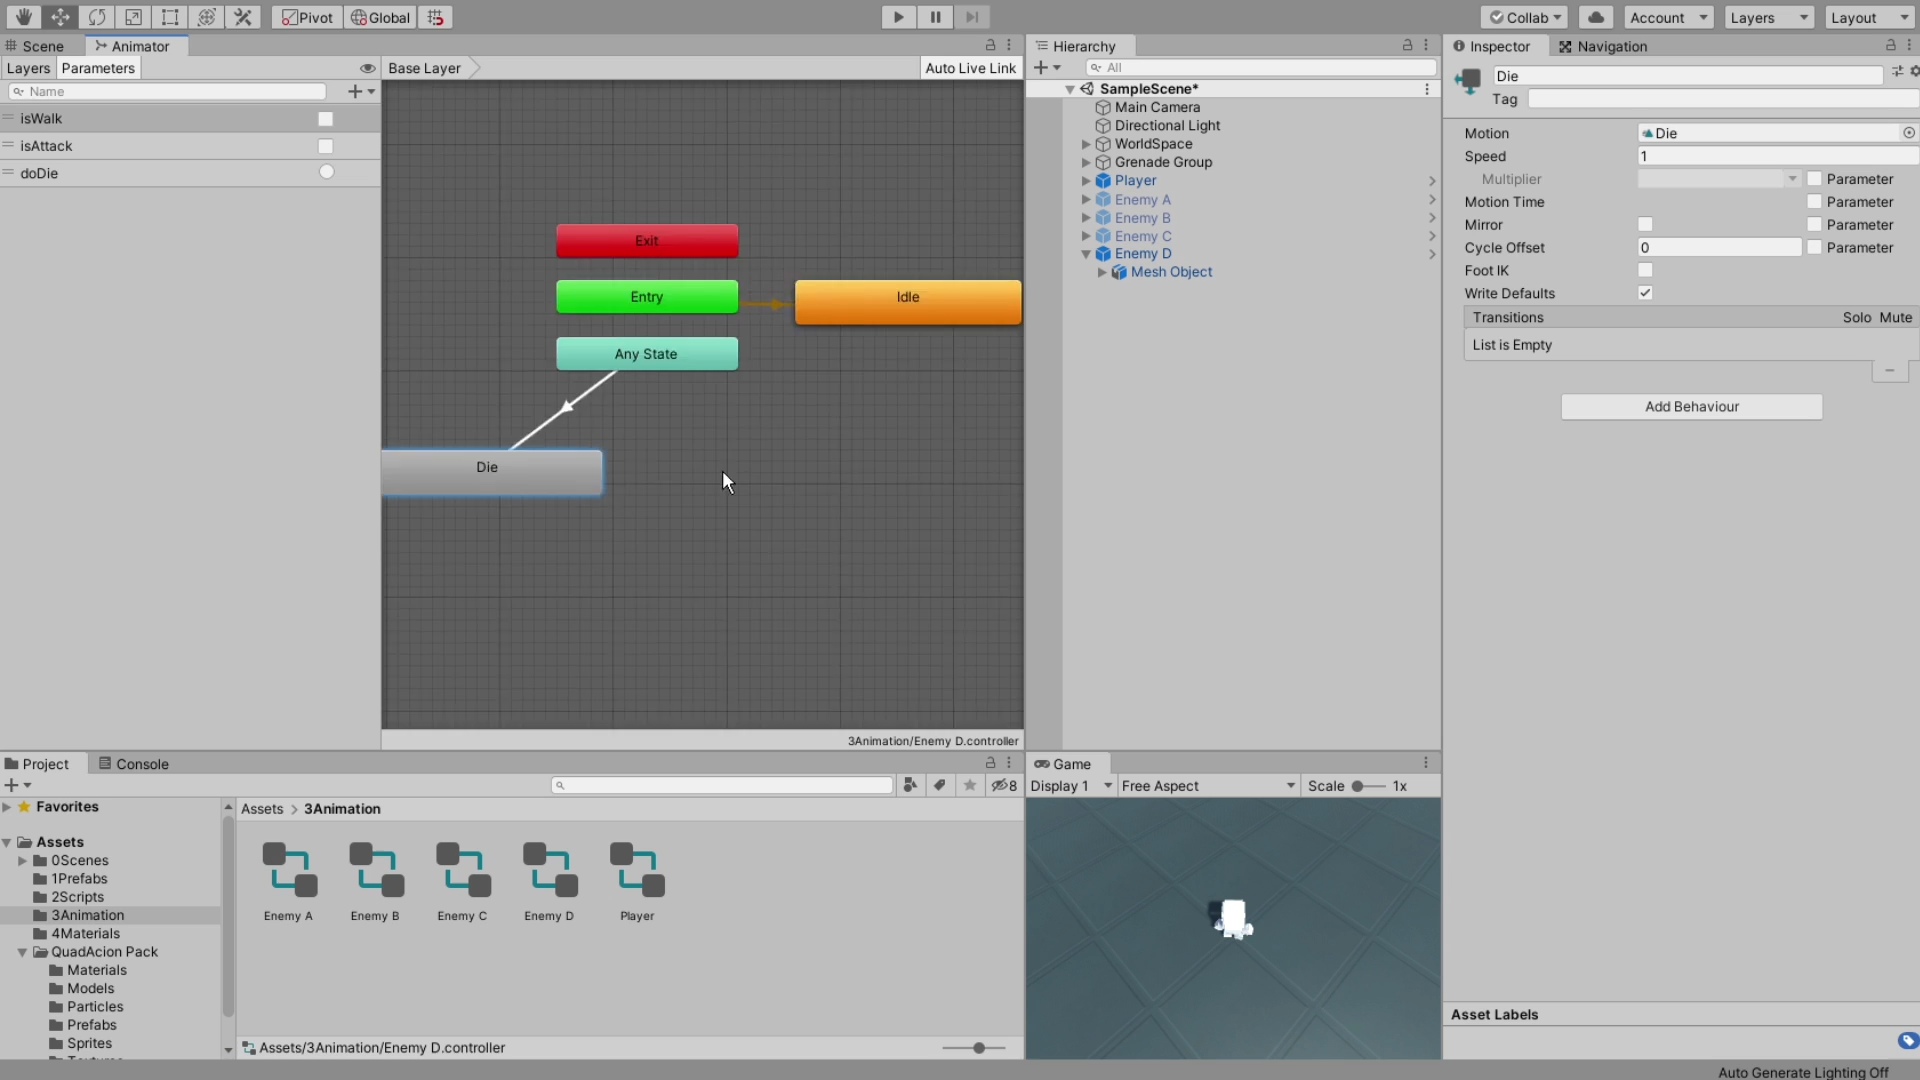 Pivot Global Collab Account Layers Layout
Scene Animator
Layers Parameters
Name
isWalk
isAttack
doDie
Base Layer Auto Live Link
Exit
Entry
Idle
Any State
Die
3Animation/Enemy D.controller
Hierarchy
All
SampleScene*
Main Camera
Directional Light
WorldSpace
Grenade Group
Player
Enemy A
Enemy B
Enemy C
Enemy D
Mesh Object
Inspector Navigation
Die
Tag
Motion Die
Speed 1
Multiplier Parameter
Motion Time Parameter
Mirror Parameter
Cycle Offset 0 Parameter
Foot IK
Write Defaults
Transitions Solo Mute
List is Empty
Add Behaviour
Asset Labels
Project Console
8
Favorites
Assets
0Scenes
1Prefabs
2Scripts
3Animation
4Materials
QuadAcion Pack
Materials
Models
Particles
Prefabs
Sprites
Assets > 3Animation
Enemy A Enemy B Enemy C Enemy D Player
Assets/3Animation/Enemy D.controller
Game
Display 1 Free Aspect Scale 1x
Auto Generate Lighting Off